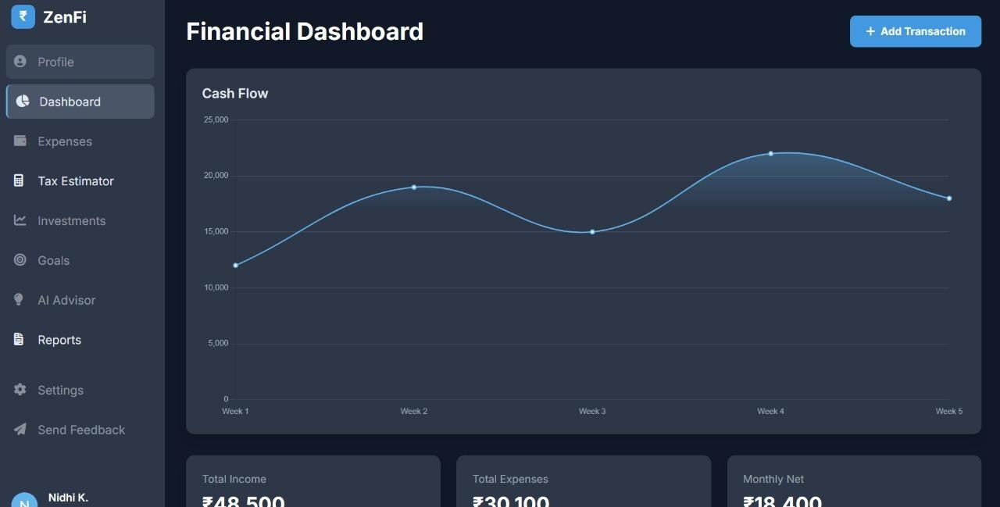 ₹ ZenFi
Profile
Dashboard
Expenses
Tax Estimator
Investments
Goals
AI Advisor
Reports
Settings
Send Feedback
N
Nidhi K.
Financial Dashboard
+ Add Transaction
Cash Flow
25,000
20,000
15,000
10,000
5,000
0
Week 1
Week 2
Week 3
Week 4
Week 5
Total Income
₹48,500
Total Expenses
₹30,100
Monthly Net
₹18,400